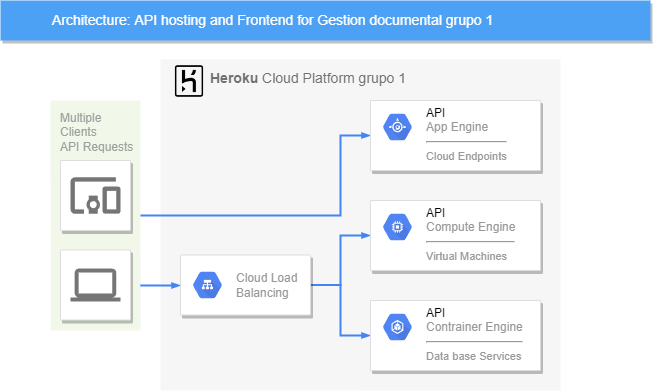 Architecture: API hosting and Frontend for Gestion documental grupo 1
Heroku Cloud Platform grupo 1
Multiple
Clients
API Requests
API
App Engine
Cloud Endpoints
API
Compute Engine
Virtual Machines
Cloud Load
Balancing
API
Contrainer Engine
Data base Services